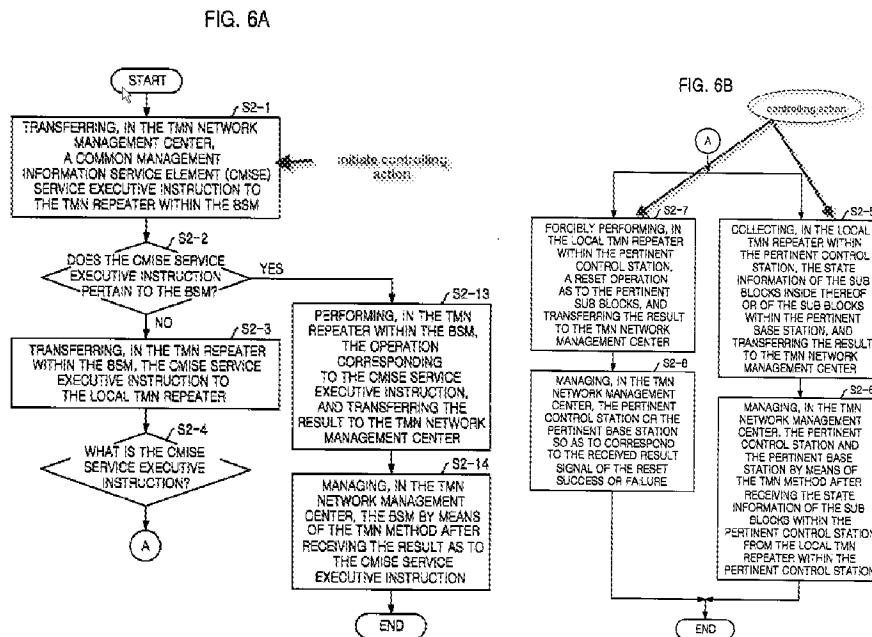 FIG. 6A
START
S2-1
TRANSFERRING, IN THE TMN NETWORK
MANAGEMENT CENTER,
A COMMON MANAGEMENT
INFORMATION SERVICE ELEMENT (CMISE)
SERVICE EXECUTIVE INSTRUCTION TO
THE TMN REPEATER WITHIN THE BSM
initiate controlling
action
S2-2
DOES THE CMISE SERVICE
EXECUTIVE INSTRUCTION
PERTAIN TO THE BSM?
YES
NO
S2-3
TRANSFERRING, IN THE TMN REPEATER
WITHIN THE BSM, THE CMISE SERVICE
EXECUTIVE INSTRUCTION TO
THE LOCAL TMN REPEATER
S2-4
WHAT IS THE CMISE
SERVICE EXECUTIVE
INSTRUCTION?
A
S2-13
PERFORMING, IN THE TMN
REPEATER WITHIN THE BSM,
THE OPERATION
CORRESPONDING
TO THE CMISE SERVICE
EXECUTIVE INSTRUCTION,
AND TRANSFERRING THE
RESULT TO THE TMN NETWORK
MANAGEMENT CENTER
S2-14
MANAGING, IN THE TMN
NETWORK MANAGEMENT
CENTER, THE BSM BY MEANS
OF THE TMN METHOD AFTER
RECEIVING THE RESULT AS TO
THE CMISE SERVICE
EXECUTIVE INSTRUCTION
END
FIG. 6B
controlling action
A
S2-7
FORCIBLY PERFORMING, IN
THE LOCAL TMN REPEATER
WITHIN THE PERTINENT
CONTROL STATION,
A RESET OPERATION
AS TO THE PERTINENT
SUB BLOCKS, AND
TRANSFERRING THE RESULT
TO THE TMN NETWORK
MANAGEMENT CENTER
S2-8
MANAGING, IN THE TMN
NETWORK MANAGEMENT
CENTER, THE PERTINENT
CONTROL STATION OR THE
PERTINENT BASE STATION
SO AS TO CORRESPOND
TO THE RECEIVED RESULT
SIGNAL OF THE RESET
SUCCESS OR FAILURE
S2-5
COLLECTING, IN THE LOCAL
TMN REPEATER WITHIN
THE PERTINENT CONTROL
STATION, THE STATE
INFORMATION OF THE SUB
BLOCKS INSIDE THEREOF
OR OF THE SUB BLOCKS
WITHIN THE PERTINENT
BASE STATION, AND
TRANSFERRING THE RESULT
TO THE TMN NETWORK
MANAGEMENT CENTER
S2-6
MANAGING, IN THE TMN
NETWORK MANAGEMENT
CENTER, THE PERTINENT
CONTROL STATION AND
THE PERTINENT BASE
STATION BY MEANS OF
THE TMN METHOD AFTER
RECEIVING THE STATE
INFORMATION OF THE SUB
BLOCKS WITHIN THE
PERTINENT CONTROL STATION
FROM THE LOCAL TMN
REPEATER WITHIN THE
PERTINENT CONTROL STATION
END